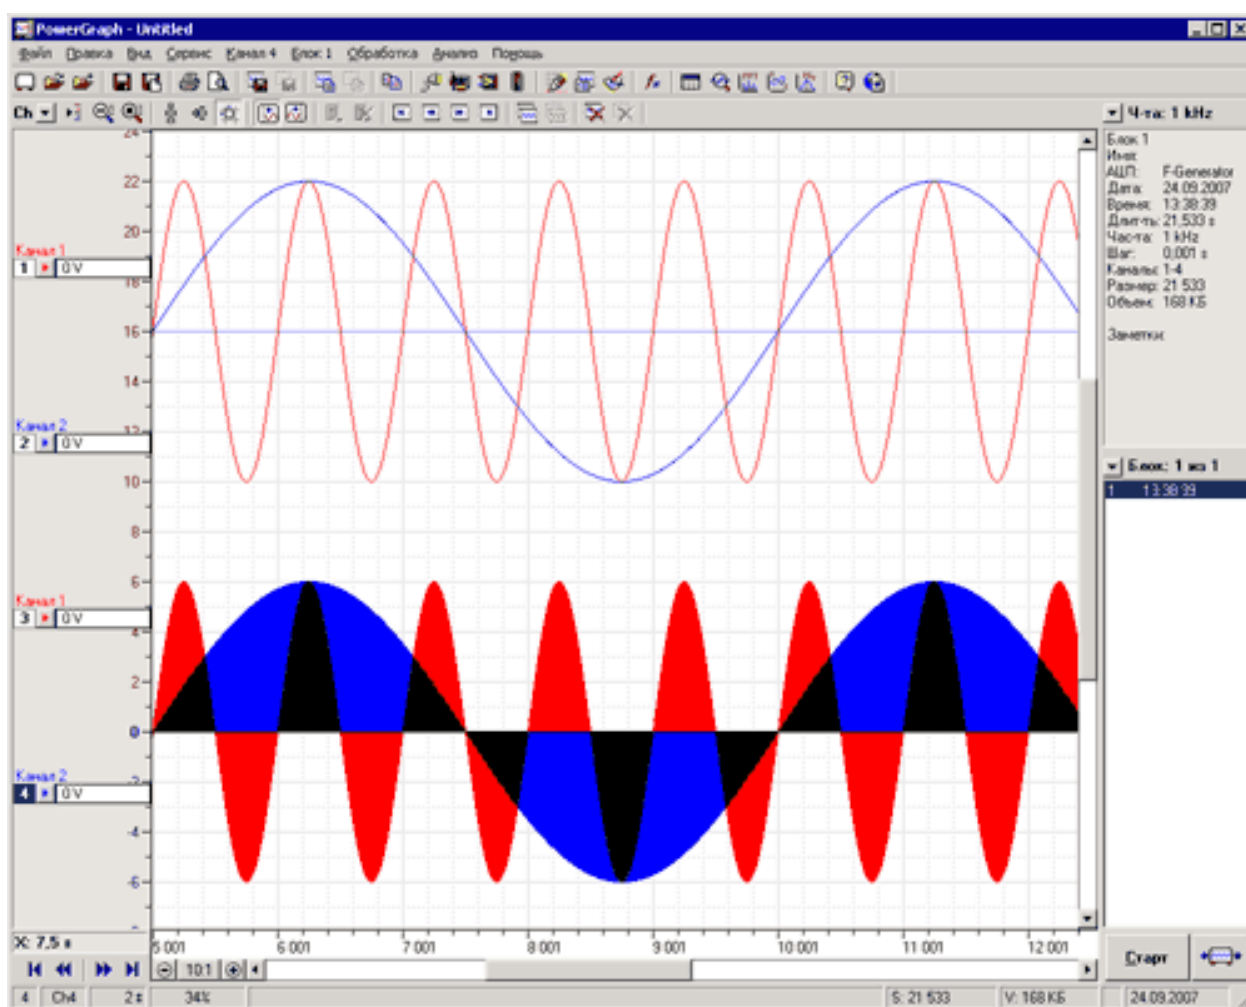 PowerGraph - Untitled
Файл Правка Вид Сервис Канал 4 Блок 1 Обработка Анализ Помощь
Ch
Ч-та: 1 kHz
24
22
20
Канал 1
1 0 V
18
16
14
Канал 2
12
2 0 V
10
8
6
Канал 1
3 0 V
4
2
0
Канал 2
-2
4 0 V
-4
-6
Блок 1
Имя:
АЦП: F-Generator
Дата: 24.09.2007
Время: 13:38:39
Длит-ть: 21,533 s
Час-та: 1 kHz
Шаг: 0,001 s
Каналы: 1-4
Размер: 21 533
Объем: 168 КБ
Заметки:
Блок: 1 из 1
1 13:38:39
X: 7,5 s
5 001 6 001 7 001 8 001 9 001 10 001 11 001 12 001
10:1
Старт
4 Ch4 2 34% S: 21 533 V: 168 КБ 24.09.2007